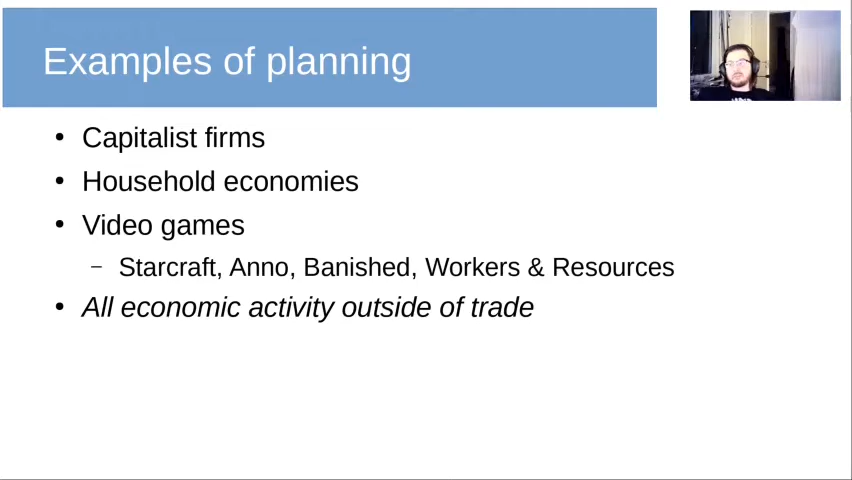 Examples of planning
• Capitalist firms
• Household economies
• Video games
– Starcraft, Anno, Banished, Workers & Resources
• All economic activity outside of trade